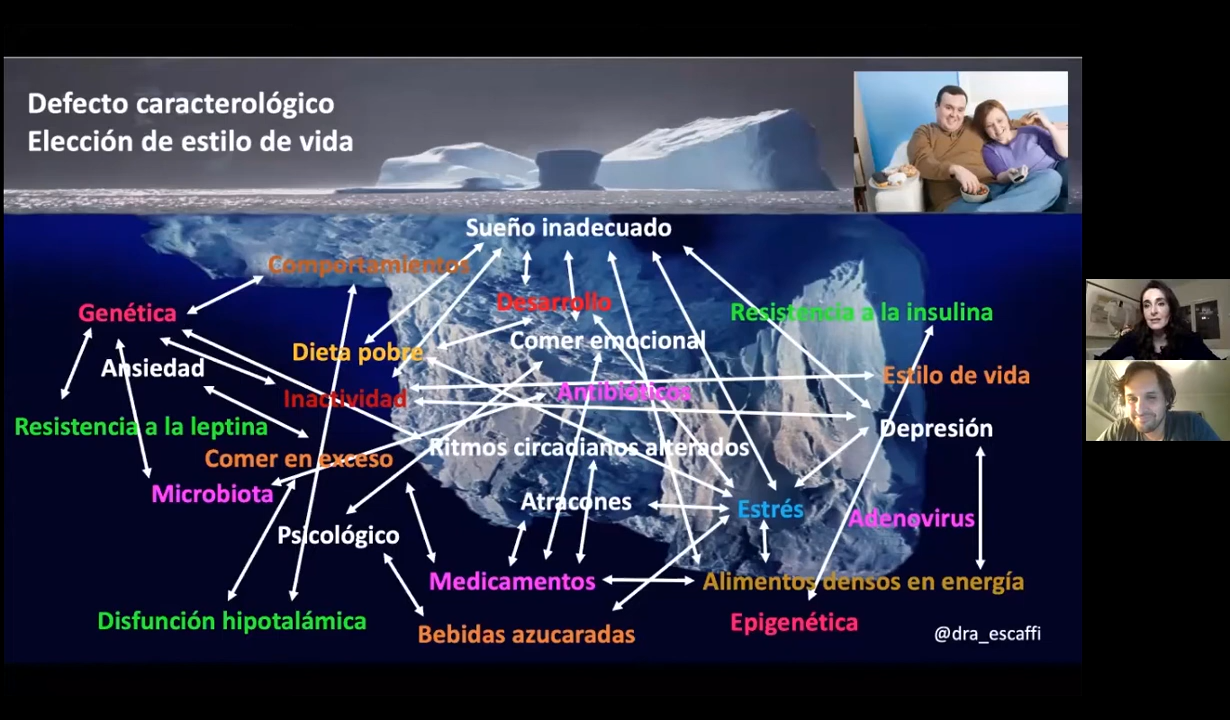 Defecto caracterológico
Elección de estilo de vida
Sueño inadecuado
Comportamientos
Desarrollo
Genética
Resistencia a la insulina
Comer emocional
Dieta pobre
Ansiedad
Estilo de vida
Antibióticos
Inactividad
Resistencia a la leptina
Depresión
Ritmos circadianos alterados
Comer en exceso
Microbiota
Atracones
Estrés
Adenovirus
Psicológico
Medicamentos
Alimentos densos en energía
Disfunción hipotalámica
Epigenética
Bebidas azucaradas
@dra_escaffi